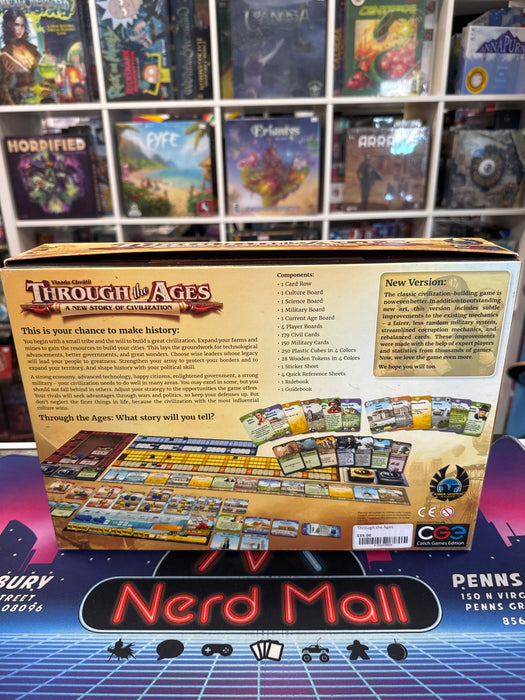 HORDIFIED
FYFE
Eriantys
ARRA
ANNAPUR
Vlaada Chvátil
THROUGH the AGES
A NEW STORY OF CIVILIZATION
This is your chance to make history:
You begin with a small tribe and the will to build a great civilization. Expand your farms and
mines to gain the resources to build your cities. This lays the groundwork for technological
advancements, better governments, and great wonders. Choose wise leaders whose legacy
will lead your people to greatness. Strengthen your army to protect your borders and to
expand your territory. And shape history with your political skill.
A strong economy, advanced technology, happy citizens, enlightened government, a strong
military – your civilization needs to do well in many areas. You may excel in some, but you
should not fall behind in others. Adjust your strategy to the opportunities the game offers.
Your rivals will seek advantages through wars and politics, so keep your defenses up. But
don't neglect the finer things in life, because the civilization with the most influential
culture wins.
Through the Ages: What story will you tell?
Components:
• 1 Card Row
• 1 Culture Board
• 1 Science Board
• 1 Military Board
• 1 Current Age Board
• 4 Player Boards
• 179 Civil Cards
• 150 Military Cards
• 250 Plastic Cubes in 4 Colors
• 28 Wooden Tokens in 4 Colors
• 1 Sticker Sheet
• 4 Quick Reference Sheets
• 1 Rulebook
• 1 Guidebook
New Version:
The classic civilization-building game is
now even better. In addition to outstanding
new art, this version includes subtle
improvements to the existing mechanics
– a fairer, less random military system,
streamlined corruption mechanic, and
rebalanced cards. These improvements
were made with the help of expert players
and statistics from thousands of games.
Now, we love the game even more.
We hope you will too.
Through the Ages
CE
CGE
Czech Games Edition
BURY
STREET
08096
Nerd Mall
PENNS
150 N VIRG
PENNS GR
856